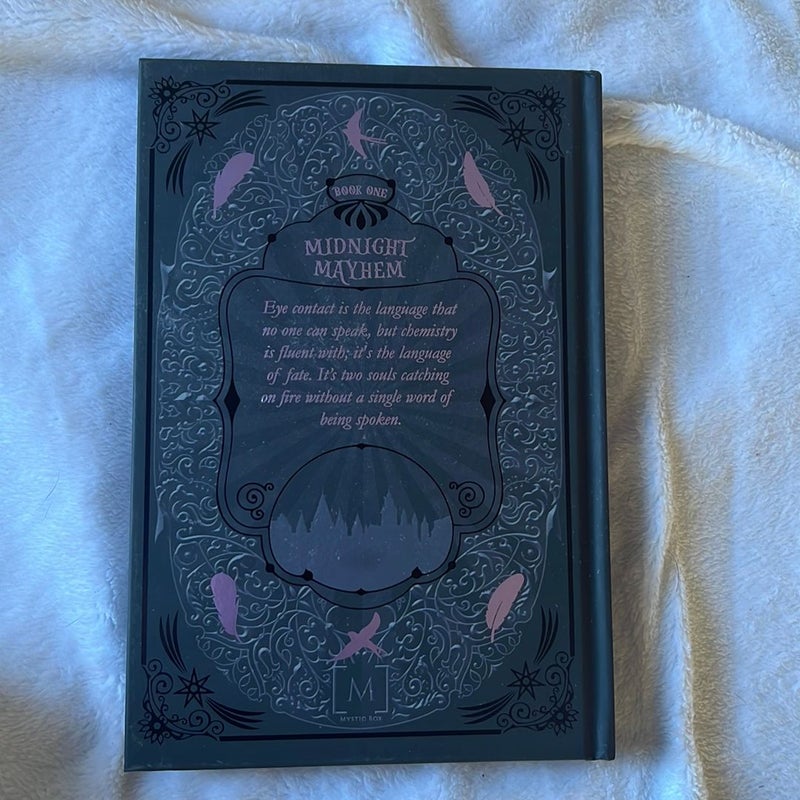 BOOK ONE
MIDNIGHT
MAYHEM
Eye contact is the language that
no one can speak, but chemistry
is fluent with; it's the language
of fate. It's two souls catching
on fire without a single word of
being spoken.
M
MYSTIC BOX